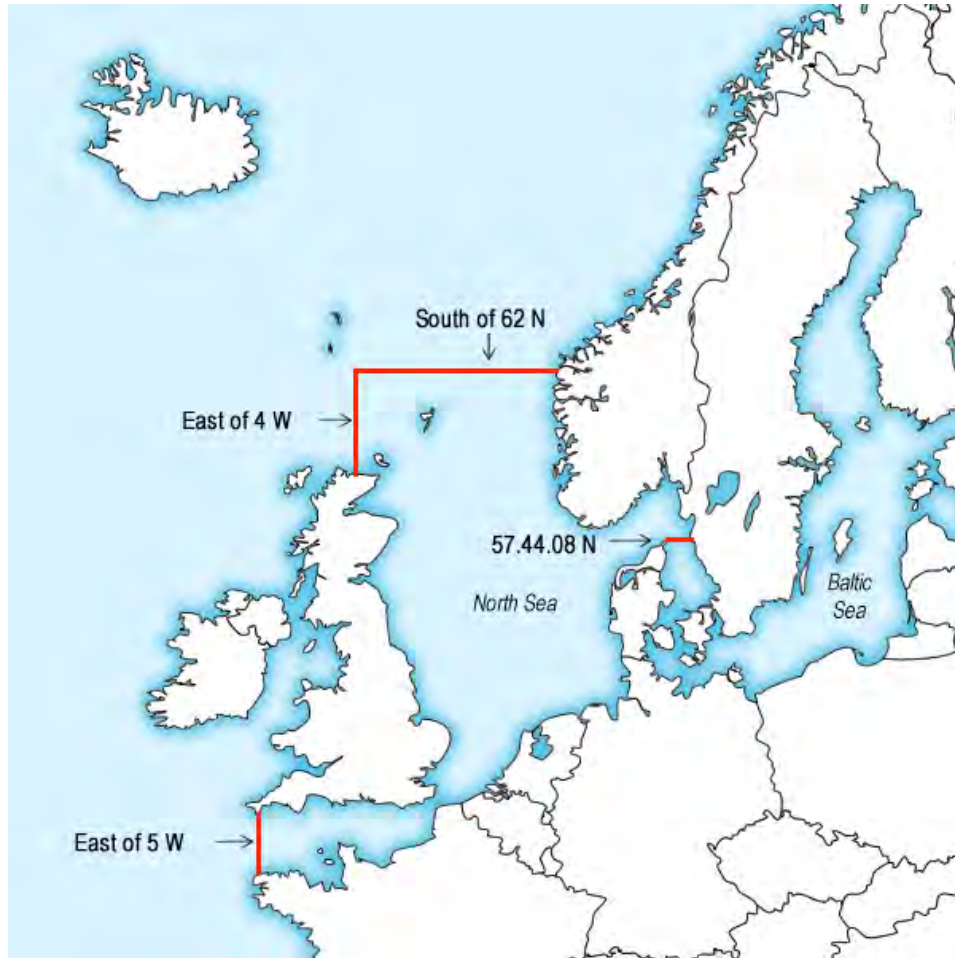 South of 62 N
East of 4 W
57.44.08 N
North Sea
Baltic
Sea
East of 5 W